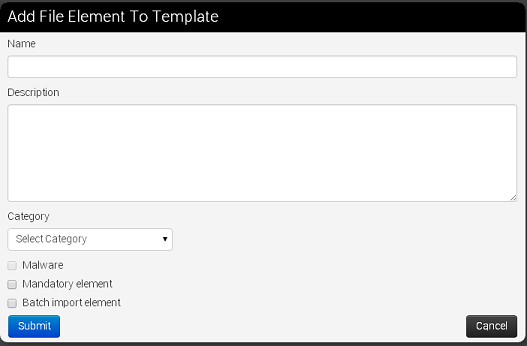 Add File Element To Template
Name
Description
Category
Select Category
Malware
Mandatory element
Batch import element
Submit
Cancel